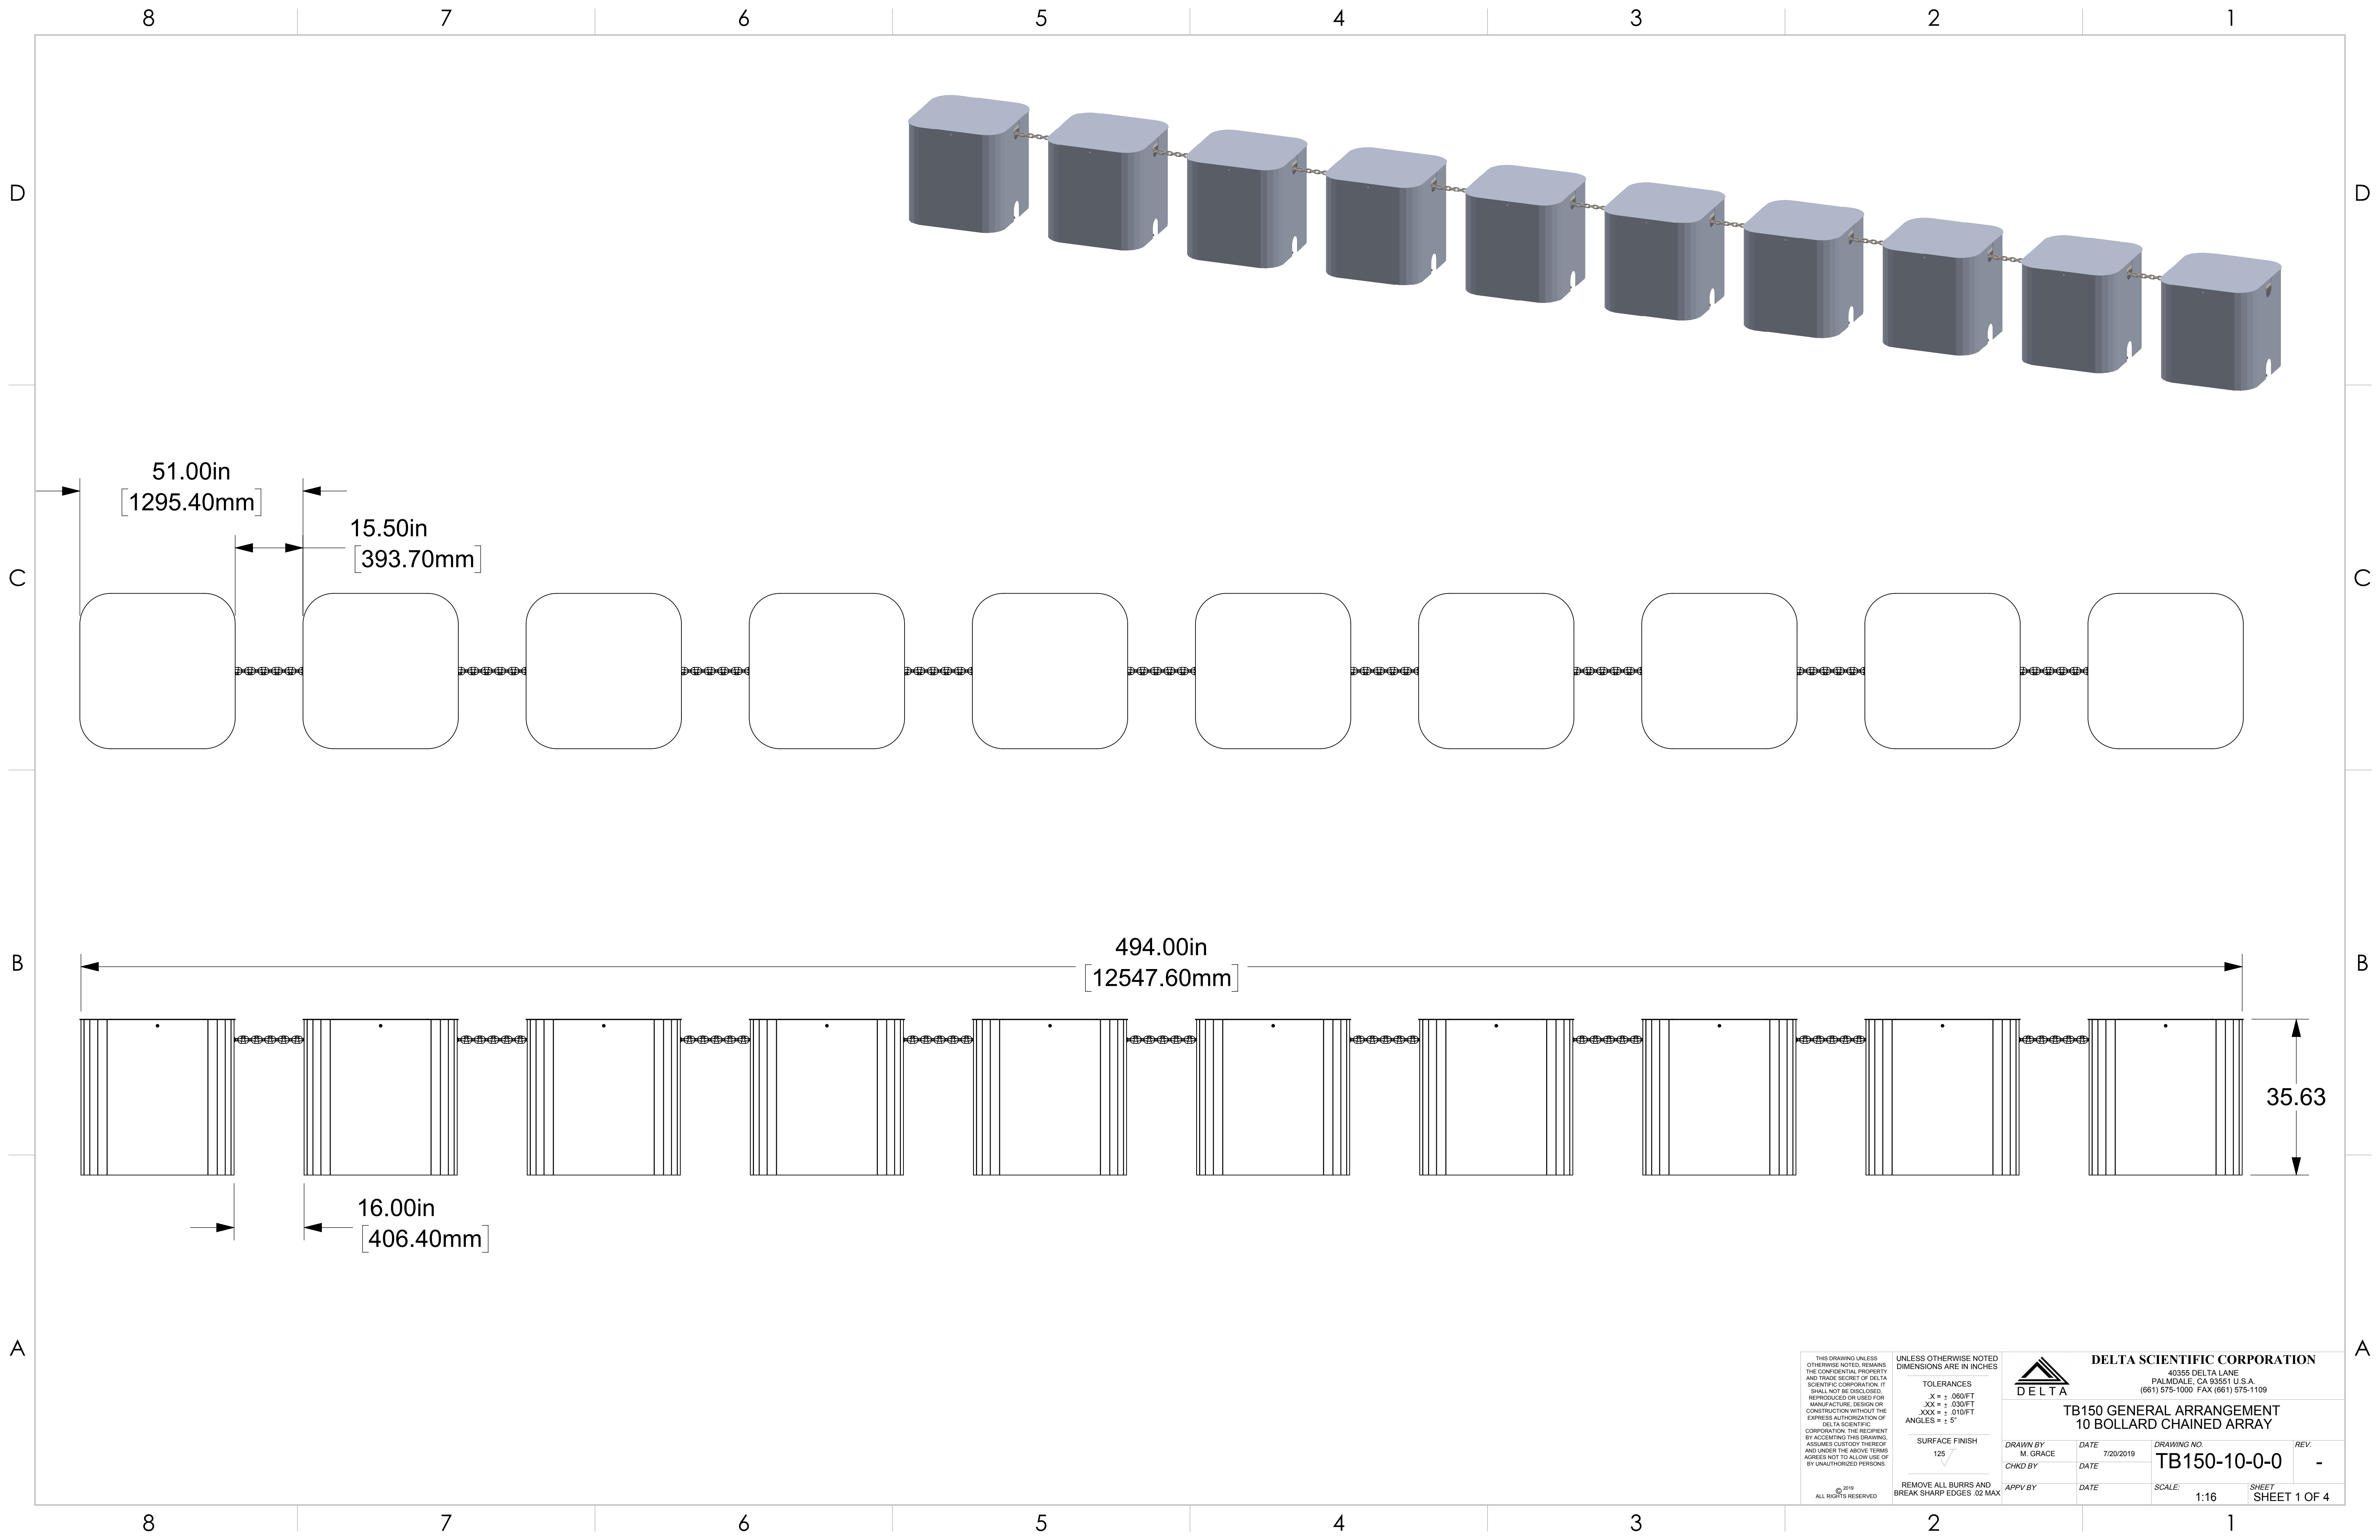 8 7 6 5 4 3 2 1
D D
51.00in
[1295.40mm]
15.50in
[393.70mm]
C C
494.00in
[12547.60mm]
B B
35.63
16.00in
[406.40mm]
A A
THIS DRAWING UNLESS
OTHERWISE NOTED, REMAINS
THE CONFIDENTIAL PROPERTY
AND TRADE SECRET OF DELTA
SCIENTIFIC CORPORATION. IT
SHALL NOT BE DISCLOSED,
REPRODUCED OR USED FOR
MANUFACTURE, DESIGN OR
CONSTRUCTION WITHOUT THE
EXPRESS AUTHORIZATION OF
DELTA SCIENTIFIC
CORPORATION. THE RECIPIENT
BY ACCEMTING THIS DRAWING,
ASSUMES CUSTODY THEREOF
AND UNDER THE ABOVE TERMS
AGREES NOT TO ALLOW USE OF
BY UNAUTHORIZED PERSONS.
© 2019
ALL RIGHTS RESERVED
UNLESS OTHERWISE NOTED
DIMENSIONS ARE IN INCHES
TOLERANCES
.X = ± .060/FT
.XX = ± .030/FT
.XXX = ± .010/FT
ANGLES = ± 5°
SURFACE FINISH
125
REMOVE ALL BURRS AND
BREAK SHARP EDGES .02 MAX
DELTA
DELTA SCIENTIFIC CORPORATION
40355 DELTA LANE
PALMDALE, CA 93551 U.S.A.
(661) 575-1000 FAX (661) 575-1109
TB150 GENERAL ARRANGEMENT
10 BOLLARD CHAINED ARRAY
DRAWN BY DATE DRAWING NO. REV.
M. GRACE 7/20/2019 TB150-10-0-0 -
CHKD BY DATE
APPV BY DATE SCALE: SHEET
1:16 SHEET 1 OF 4
8 7 6 5 4 3 2 1